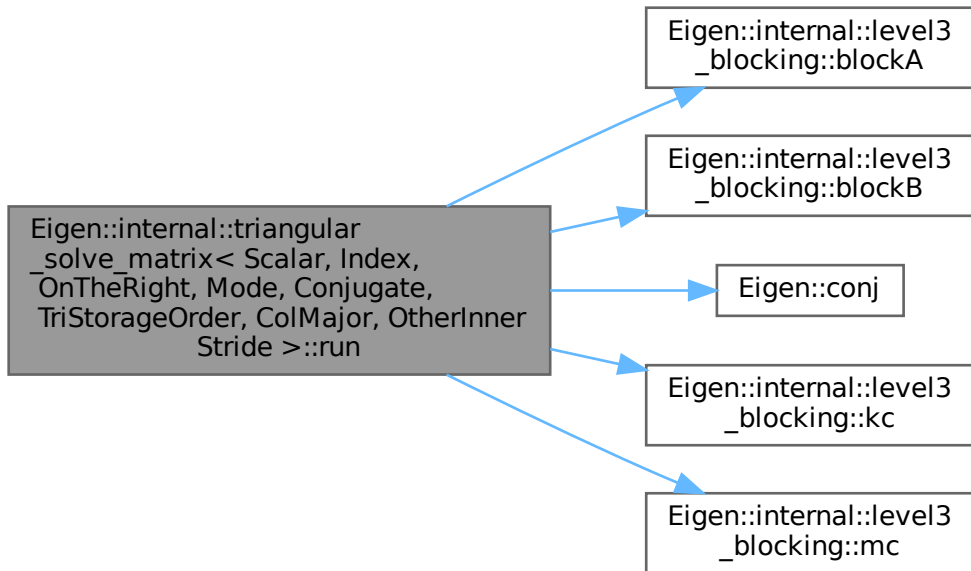 Eigen::internal::triangular
_solve_matrix< Scalar, Index,
OnTheRight, Mode, Conjugate,
TriStorageOrder, ColMajor, OtherInner
Stride >::run
Eigen::internal::level3
_blocking::blockA
Eigen::internal::level3
_blocking::blockB
Eigen::conj
Eigen::internal::level3
_blocking::kc
Eigen::internal::level3
_blocking::mc